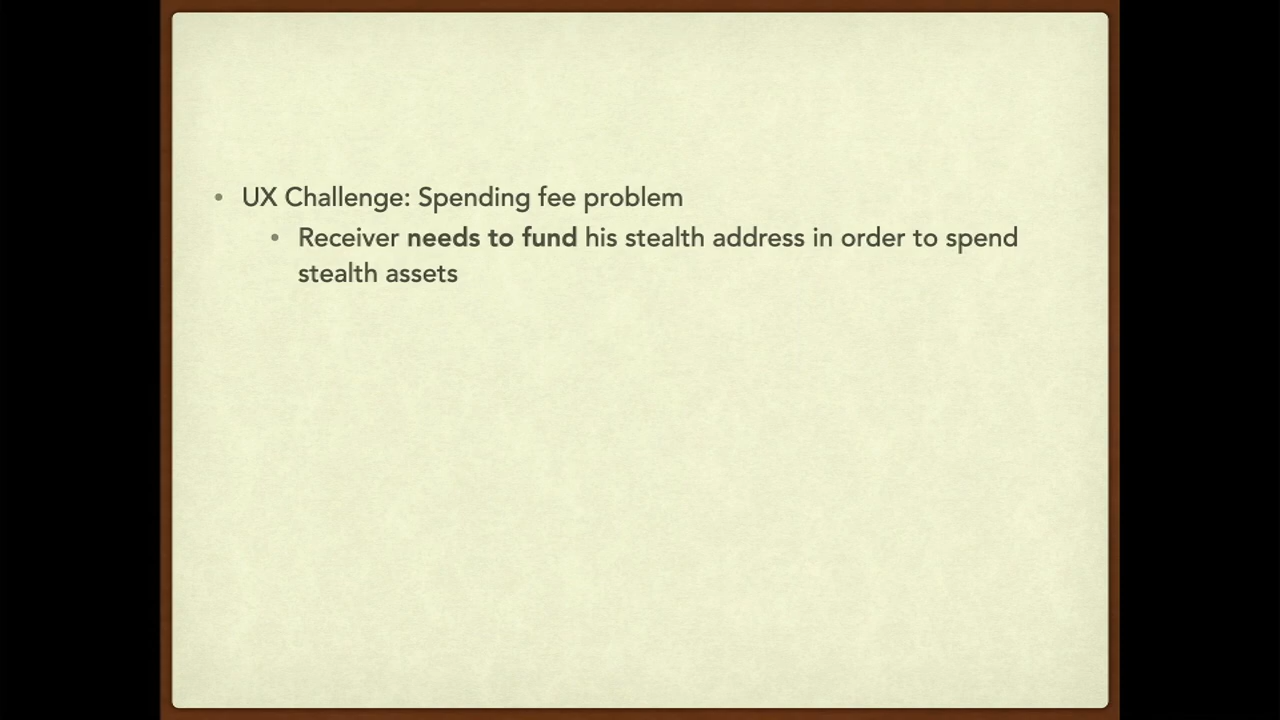 • UX Challenge: Spending fee problem
• Receiver needs to fund his stealth address in order to spend
stealth assets